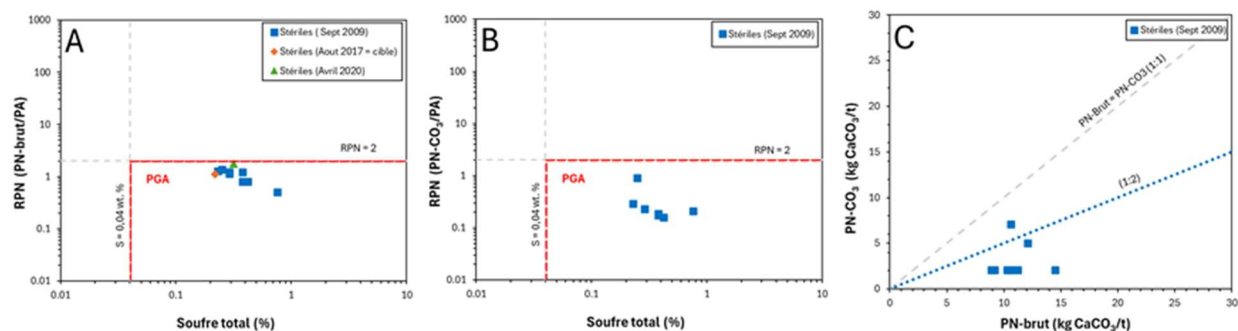 A
1000
100
10
1
0.1
0.01
RPN (PN-brut/PA)
Stériles ( Sept 2009)
Stériles (Aout 2017 = cible)
Stériles (Avril 2020)
RPN = 2
PGA
S = 0,04 wt. %
0.01
0.1
1
10
Soufre total (%)
B
1000
100
10
1
0.1
0.01
RPN (PN-CO₃/PA)
Stériles (Sept 2009)
RPN = 2
PGA
S = 0,04 wt. %
0.01
0.1
1
10
Soufre total (%)
C
30
25
20
15
10
5
0
PN-CO₃ (kg CaCO₃/t)
Stériles (Sept 2009)
PN-Brut = PN-CO3 (1:1)
(1:2)
0
5
10
15
20
25
30
PN-brut (kg CaCO₃/t)